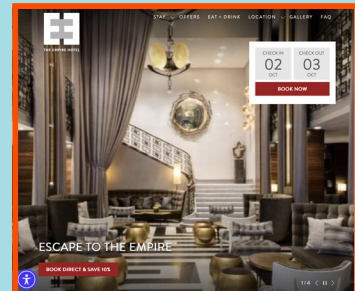 STAY
OFFERS
EAT + DRINK
LOCATION
GALLERY
FAQ
THE EMPIRE HOTEL
CHECK IN
02
OCT
CHECK OUT
03
OCT
BOOK NOW
ESCAPE TO THE EMPIRE
BOOK DIRECT & SAVE 10%
1/4